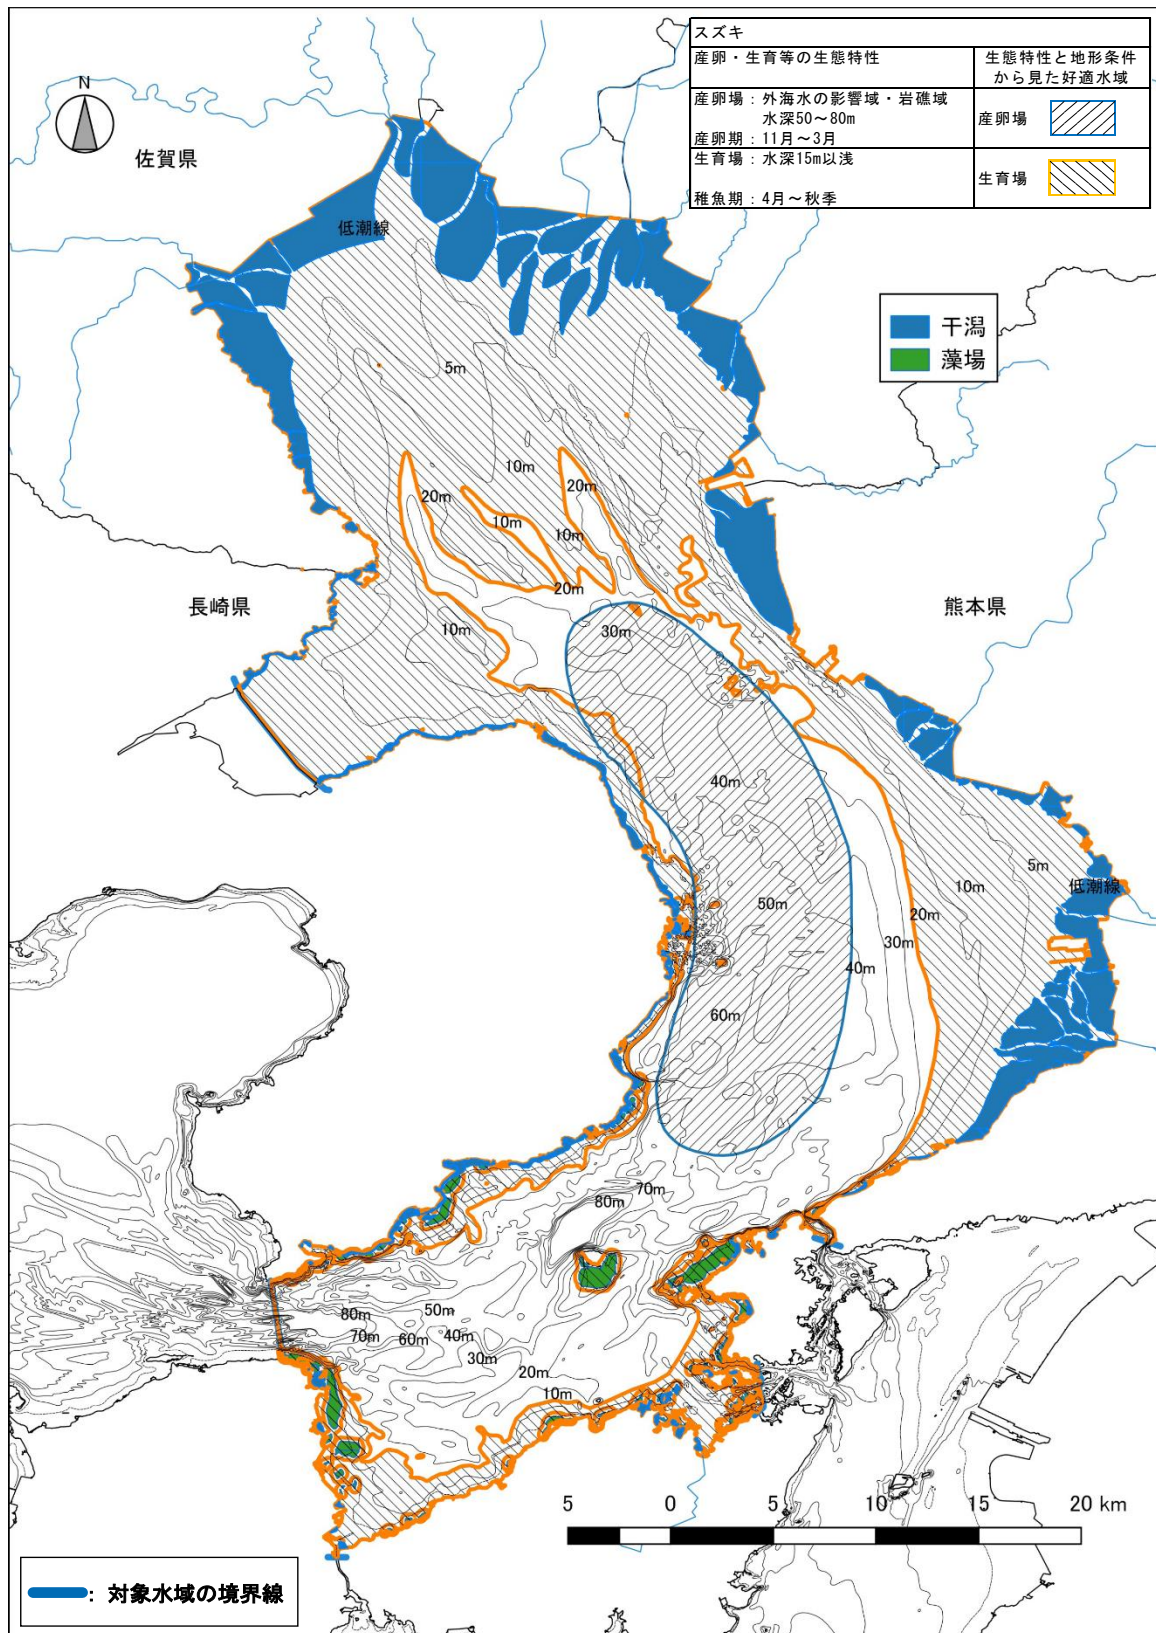 スズキ
産卵・生育等の生態特性
生態特性と地形条件
から見た好適水域
産卵場：外海水の影響域・岩礁域
水深50～80m
産卵期：11月～3月
産卵場
生育場：水深15m以浅
稚魚期：4月～秋季
生育場
N
佐賀県
低潮線
干潟
藻場
5m
10m
20m
20m
10m
10m
20m
長崎県
熊本県
10m
30m
40m
5m
10m
低潮線
50m
20m
30m
40m
60m
70m
80m
80m
50m
70m
60m
40m
30m
20m
10m
5 0 5 10 15 20 km
: 対象水域の境界線